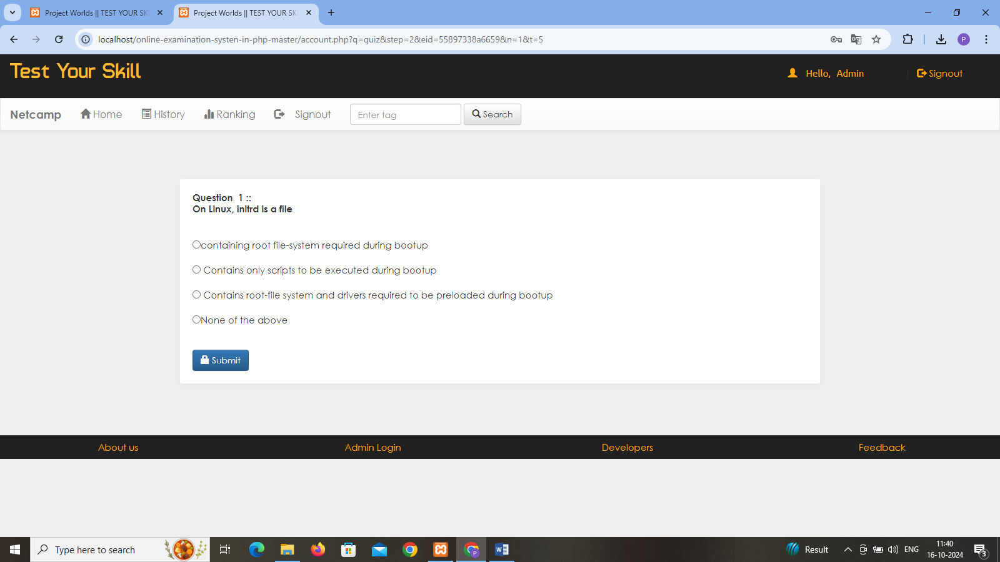 Project Worlds || TEST YOUR SK
Project Worlds || TEST YOUR SK
localhost/online-examination-systen-in-php-master/account.php?q=quiz&step=2&eid=55897338a6659&n=1&t=5
P
Test Your Skill
Hello, Admin
Signout
Netcamp
Home
History
Ranking
Signout
Enter tag
Search
Question 1 ::
On Linux, initrd is a file
containing root file-system required during bootup
Contains only scripts to be executed during bootup
Contains root-file system and drivers required to be preloaded during bootup
None of the above
Submit
About us
Admin Login
Developers
Feedback
Type here to search
Result
ENG
11:40
16-10-2024
3